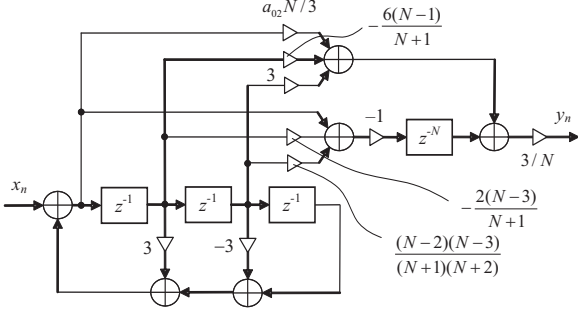 a₀₂N/3
−6(N−1)/(N+1)
3
−1
yₙ
z⁻ᴺ
3/N
xₙ
z⁻¹ z⁻¹ z⁻¹
−2(N−3)/(N+1)
3 −3
(N−2)(N−3)/((N+1)(N+2))